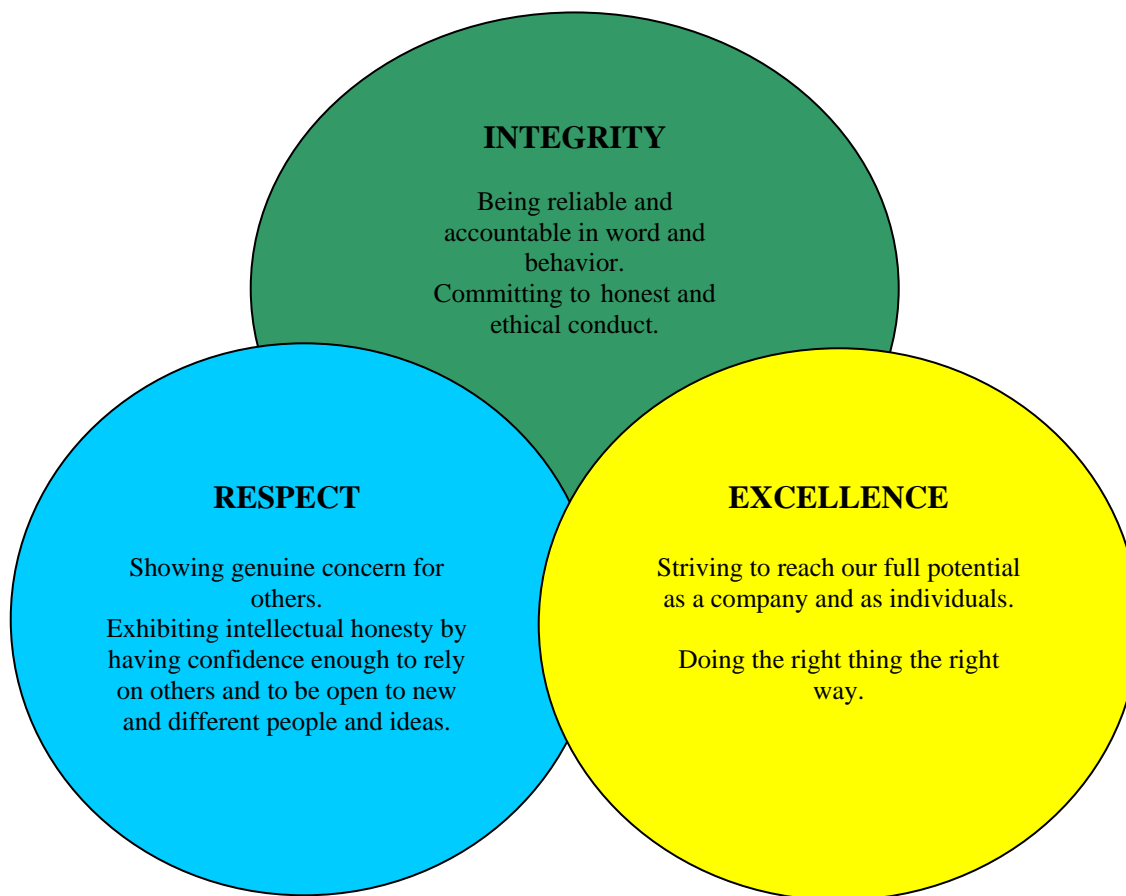 INTEGRITY
Being reliable and
accountable in word and
behavior.
Committing to honest and
ethical conduct.
RESPECT
Showing genuine concern for
others.
Exhibiting intellectual honesty by
having confidence enough to rely
on others and to be open to new
and different people and ideas.
EXCELLENCE
Striving to reach our full potential
as a company and as individuals.
Doing the right thing the right
way.